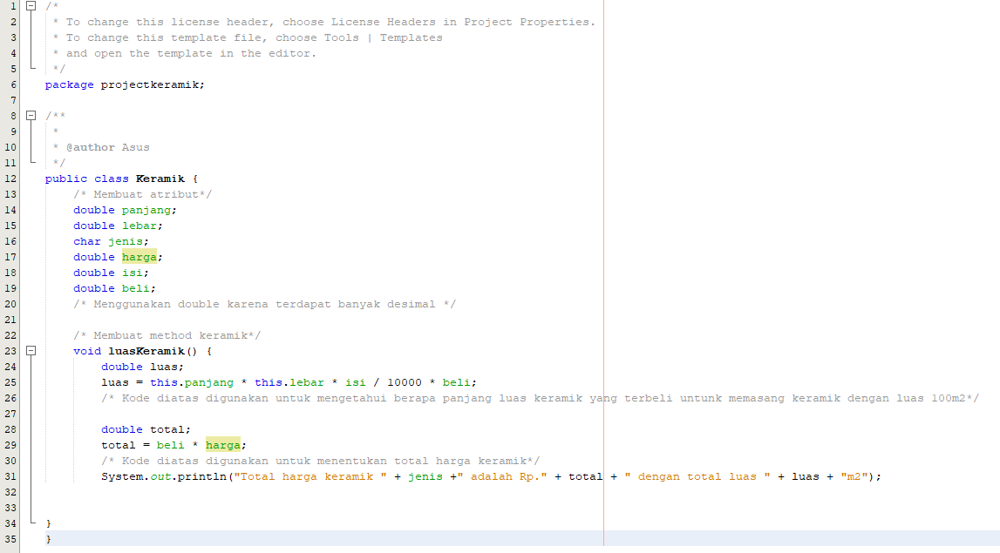 1 /*
2 * To change this license header, choose License Headers in Project Properties.
3 * To change this template file, choose Tools | Templates
4 * and open the template in the editor.
5 */
6 package projectkeramik;
7
8 /**
9 *
10 * @author Asus
11 */
12 public class Keramik {
13 /* Membuat atribut*/
14 double panjang;
15 double lebar;
16 char jenis;
17 double harga;
18 double isi;
19 double beli;
20 /* Menggunakan double karena terdapat banyak desimal */
21
22 /* Membuat method keramik*/
23 void luasKeramik() {
24 double luas;
25 luas = this.panjang * this.lebar * isi / 10000 * beli;
26 /* Kode diatas digunakan untuk mengetahui berapa panjang luas keramik yang terbeli untunk memasang keramik dengan luas 100m2*/
27
28 double total;
29 total = beli * harga;
30 /* Kode diatas digunakan untuk menentukan total harga keramik*/
31 System.out.println("Total harga keramik " + jenis +" adalah Rp." + total + " dengan total luas " + luas + "m2");
32
33
34 }
35 }